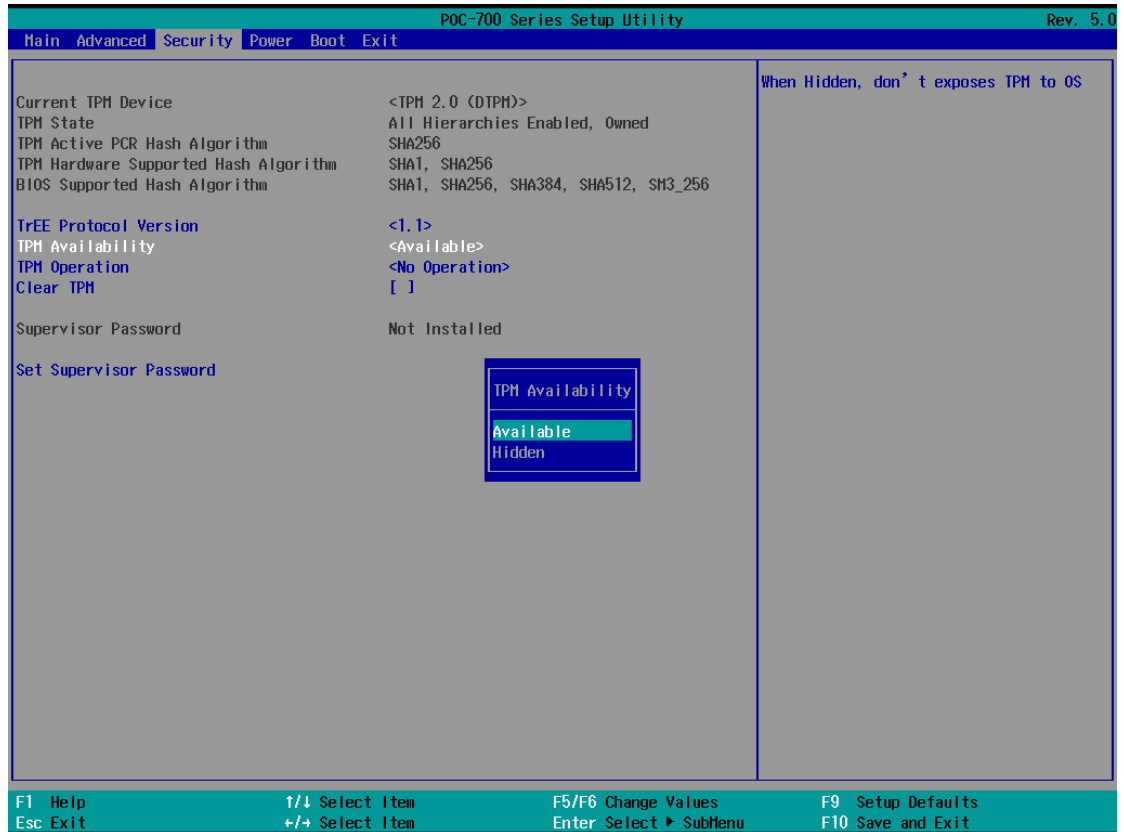 POC-700 Series Setup Utility Rev. 5.0
Main Advanced Security Power Boot Exit
When Hidden, don’t exposes TPM to OS
Current TPM Device <TPM 2.0 (DTPM)>
TPM State All Hierarchies Enabled, Owned
TPM Active PCR Hash Algorithm SHA256
TPM Hardware Supported Hash Algorithm SHA1, SHA256
BIOS Supported Hash Algorithm SHA1, SHA256, SHA384, SHA512, SM3_256
TrEE Protocol Version <1.1>
TPM Availability <Available>
TPM Operation <No Operation>
Clear TPM [ ]
Supervisor Password Not Installed
Set Supervisor Password
TPM Availability
Available
Hidden
F1 Help ↑/↓ Select Item F5/F6 Change Values F9 Setup Defaults
Esc Exit ←/→ Select Item Enter Select ▶ SubMenu F10 Save and Exit